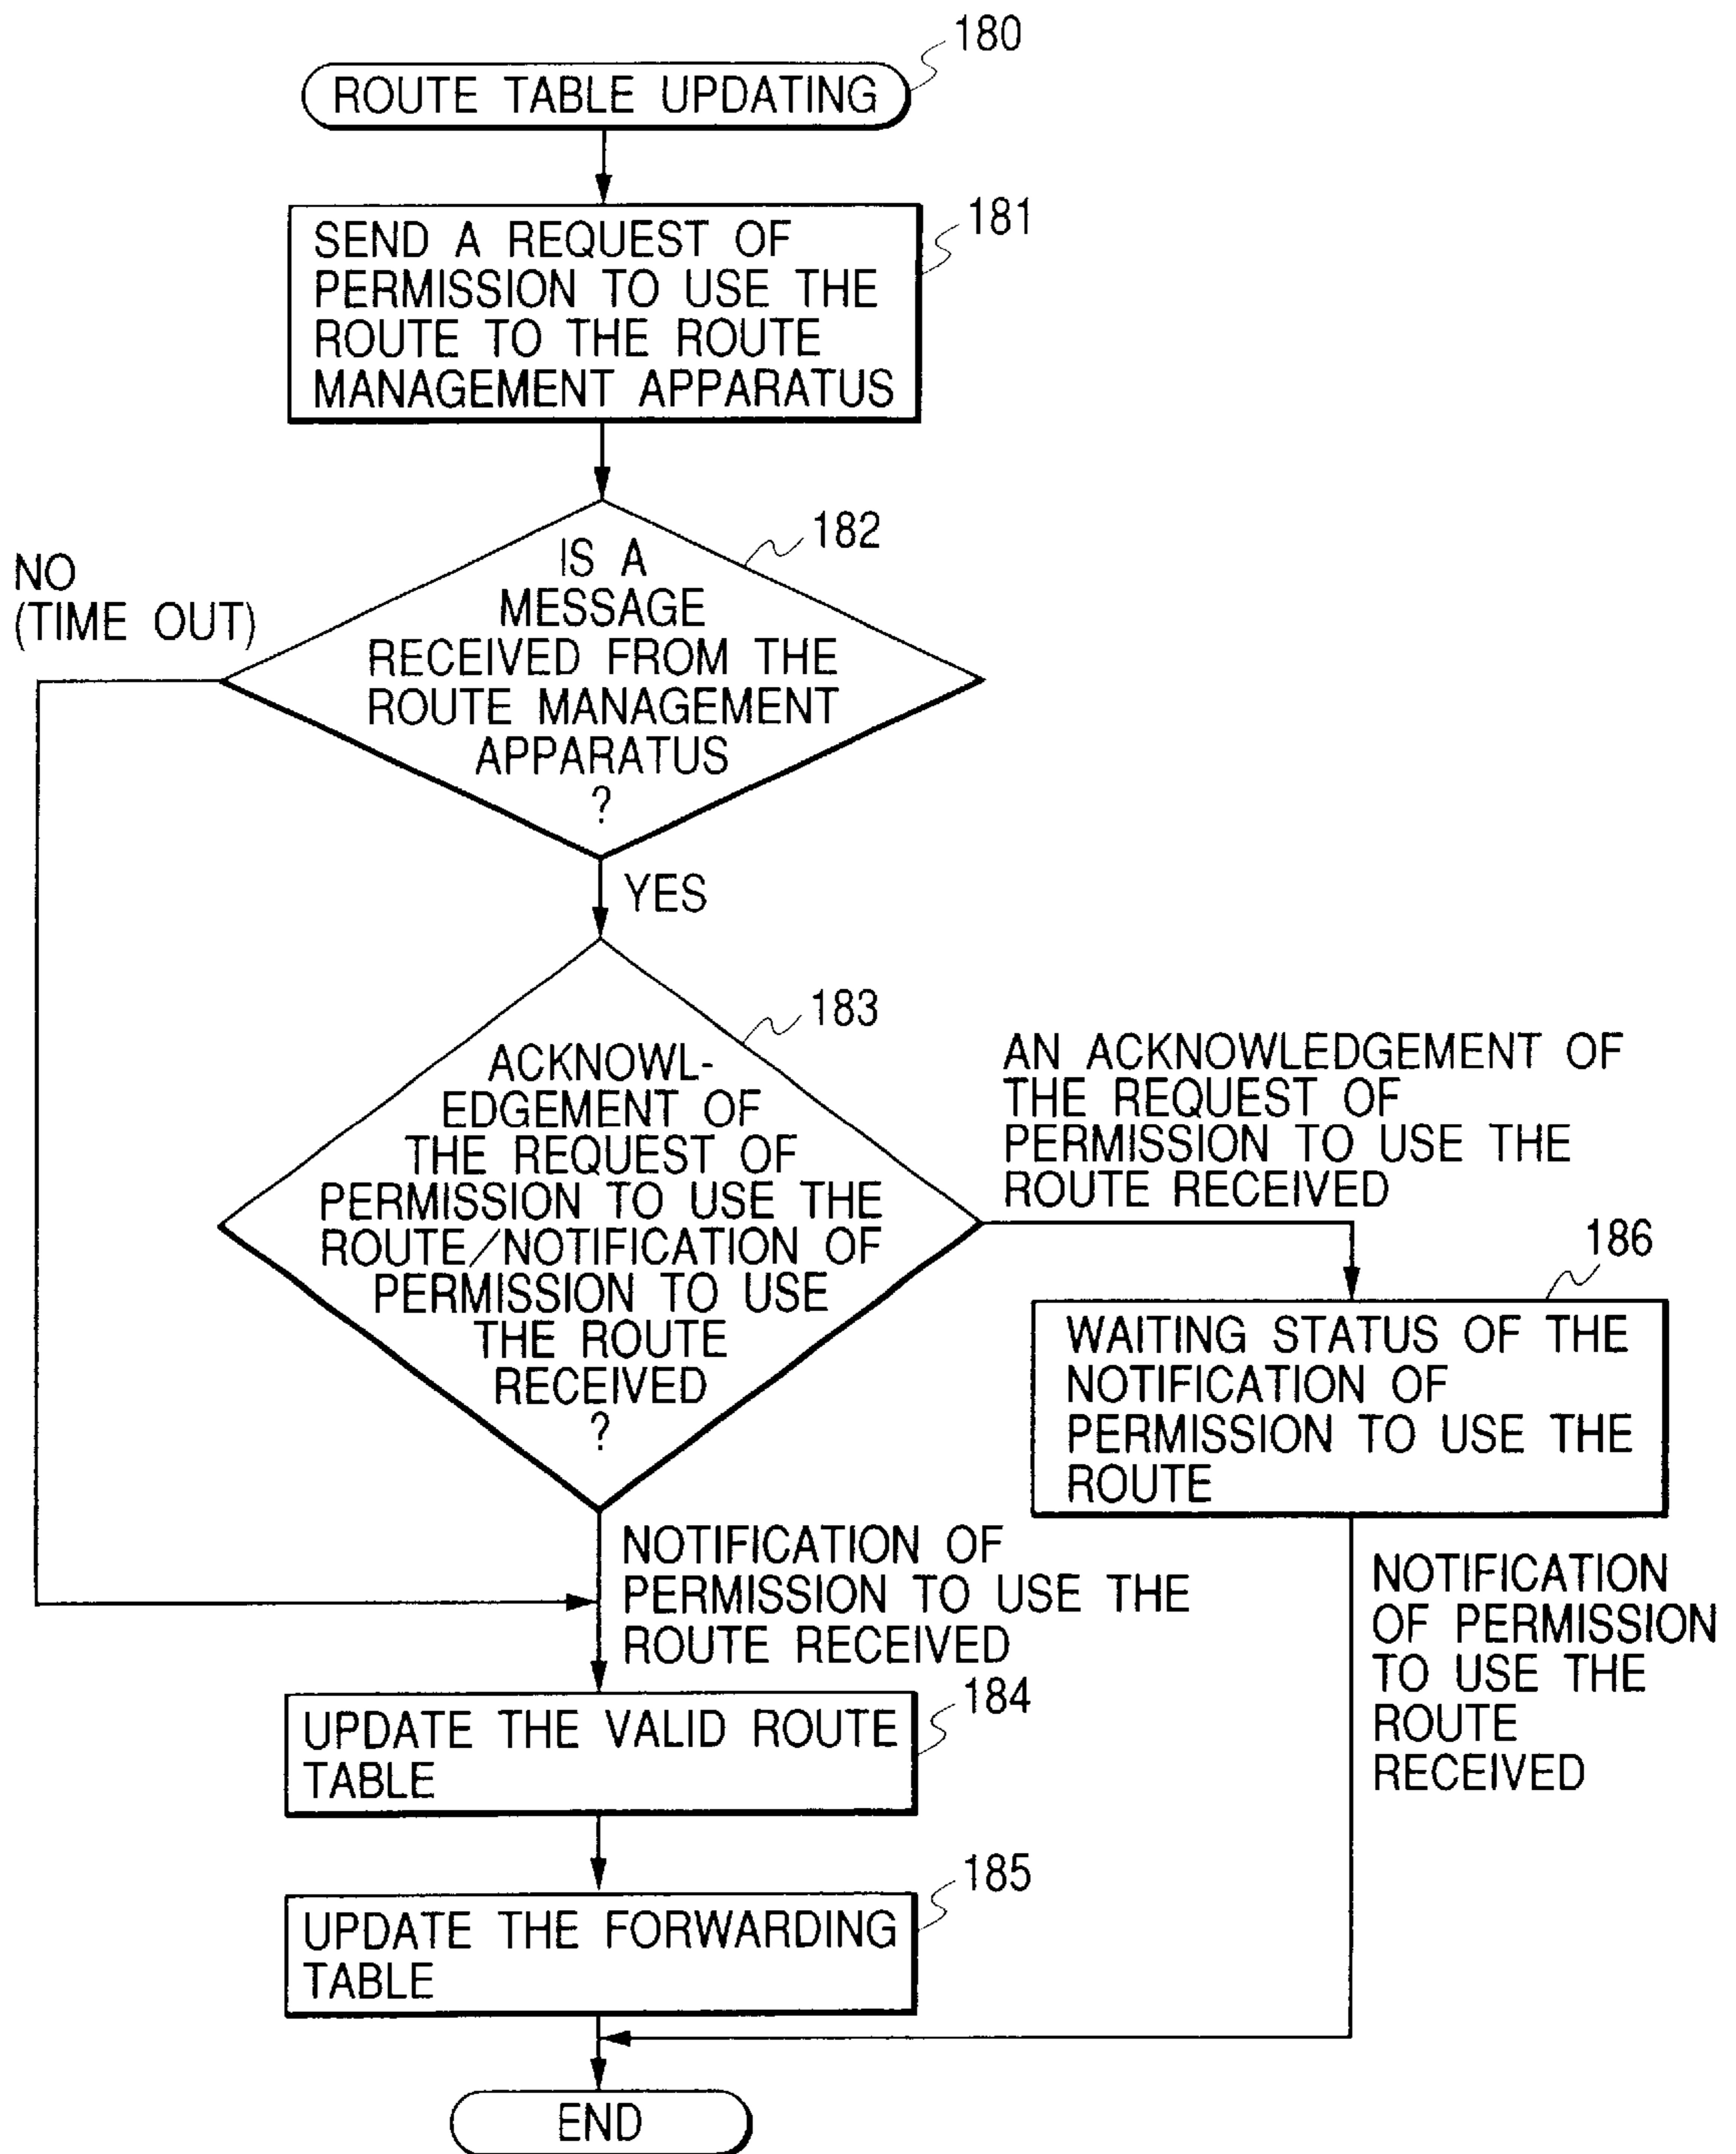 180
ROUTE TABLE UPDATING
181
SEND A REQUEST OF
PERMISSION TO USE THE
ROUTE TO THE ROUTE
MANAGEMENT APPARATUS
182
IS A
MESSAGE
RECEIVED FROM THE
ROUTE MANAGEMENT
APPARATUS
?
NO
(TIME OUT)
YES
183
ACKNOWL-
EDGEMENT OF
THE REQUEST OF
PERMISSION TO USE THE
ROUTE/NOTIFICATION OF
PERMISSION TO USE
THE ROUTE
RECEIVED
?
AN ACKNOWLEDGEMENT OF
THE REQUEST OF
PERMISSION TO USE THE
ROUTE RECEIVED
186
WAITING STATUS OF THE
NOTIFICATION OF
PERMISSION TO USE THE
ROUTE
NOTIFICATION OF
PERMISSION TO USE THE
ROUTE RECEIVED
NOTIFICATION
OF PERMISSION
TO USE THE
ROUTE
RECEIVED
184
UPDATE THE VALID ROUTE
TABLE
185
UPDATE THE FORWARDING
TABLE
END